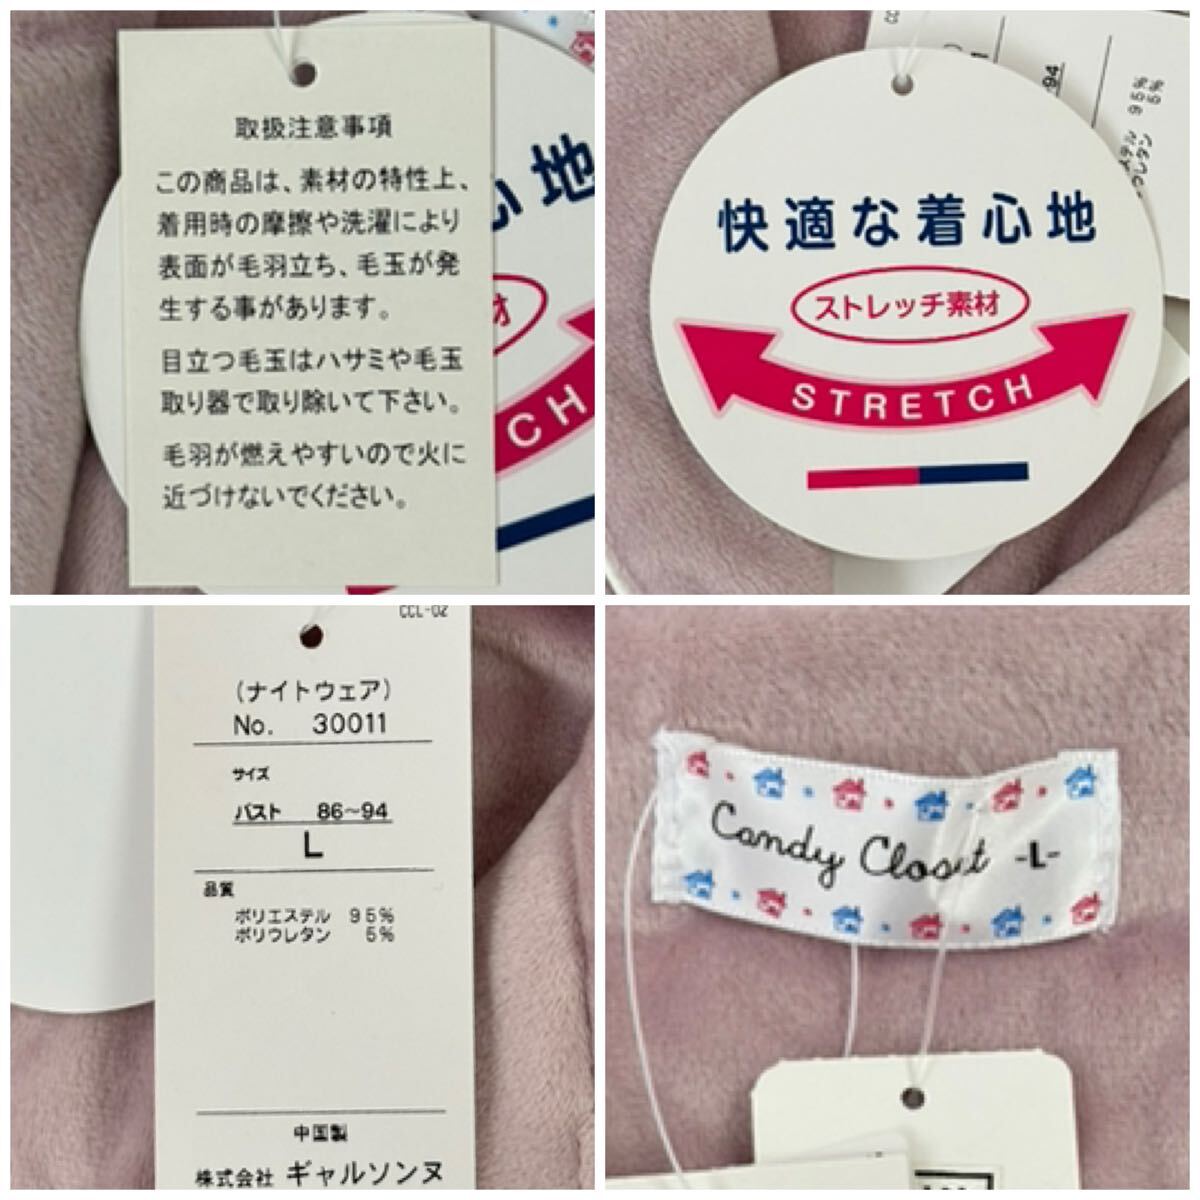 取扱注意事項
この商品は、素材の特性上、
着用時の摩擦や洗濯により
表面が毛羽立ち、毛玉が発
生する事があります。
目立つ毛玉はハサミや毛玉
取り器で取り除いて下さい。
毛羽が燃えやすいので火に
近づけないでください。
心地
材
CH
快適な着心地
ストレッチ素材
STRETCH
95%
5%
CCL-02
(ナイトウェア)
No. 30011
サイズ
バスト 86~94
L
品質
ポリエステル 95%
ポリウレタン 5%
中国製
株式会社 ギャルソンヌ
Candy Closet -L-